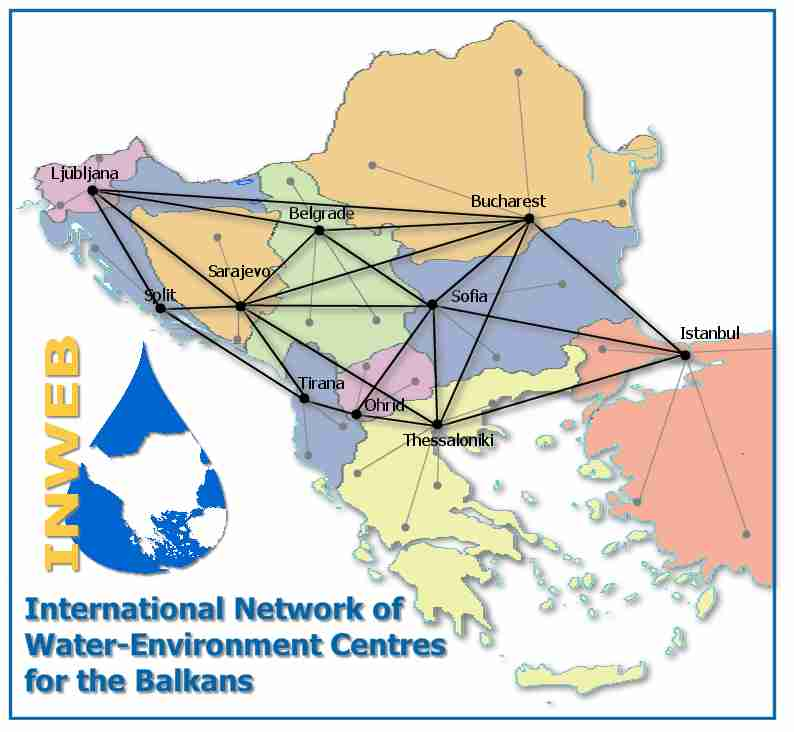 Ljubljana
Bucharest
Belgrade
Sarajevo
Split
Sofia
Istanbul
Tirana
Ohrid
Thessaloniki
INWEB
International Network of
Water-Environment Centres
for the Balkans